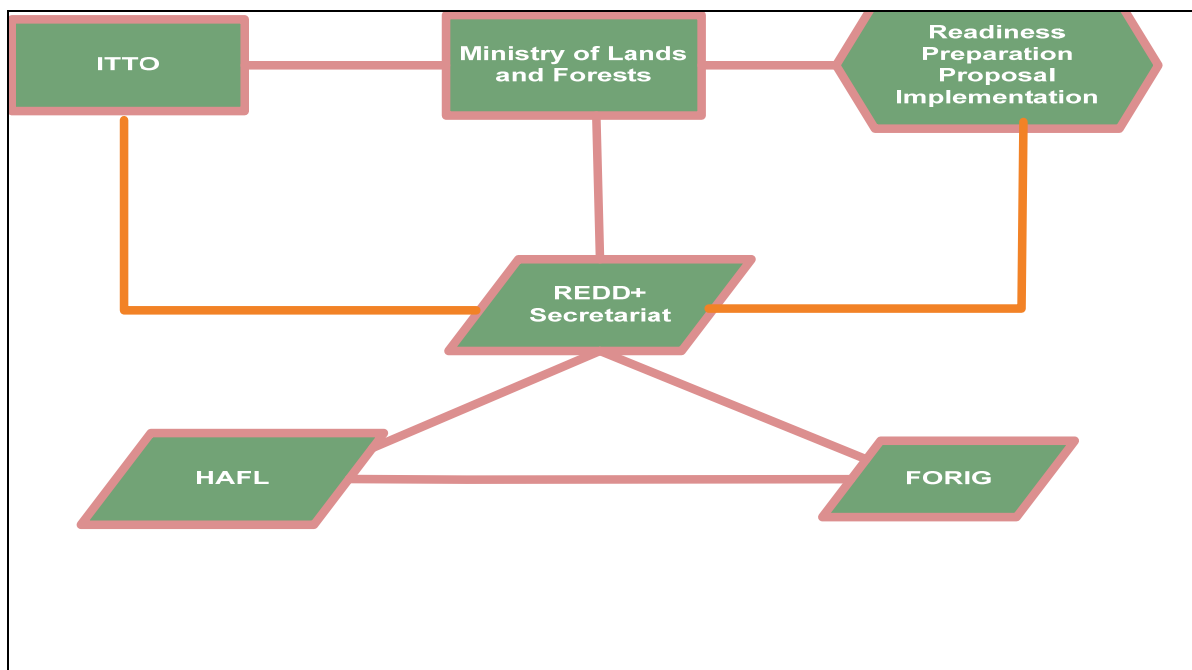 ITTO
Ministry of Lands
and Forests
Readiness
Preparation
Proposal
Implementation
REDD+
Secretariat
HAFL
FORIG